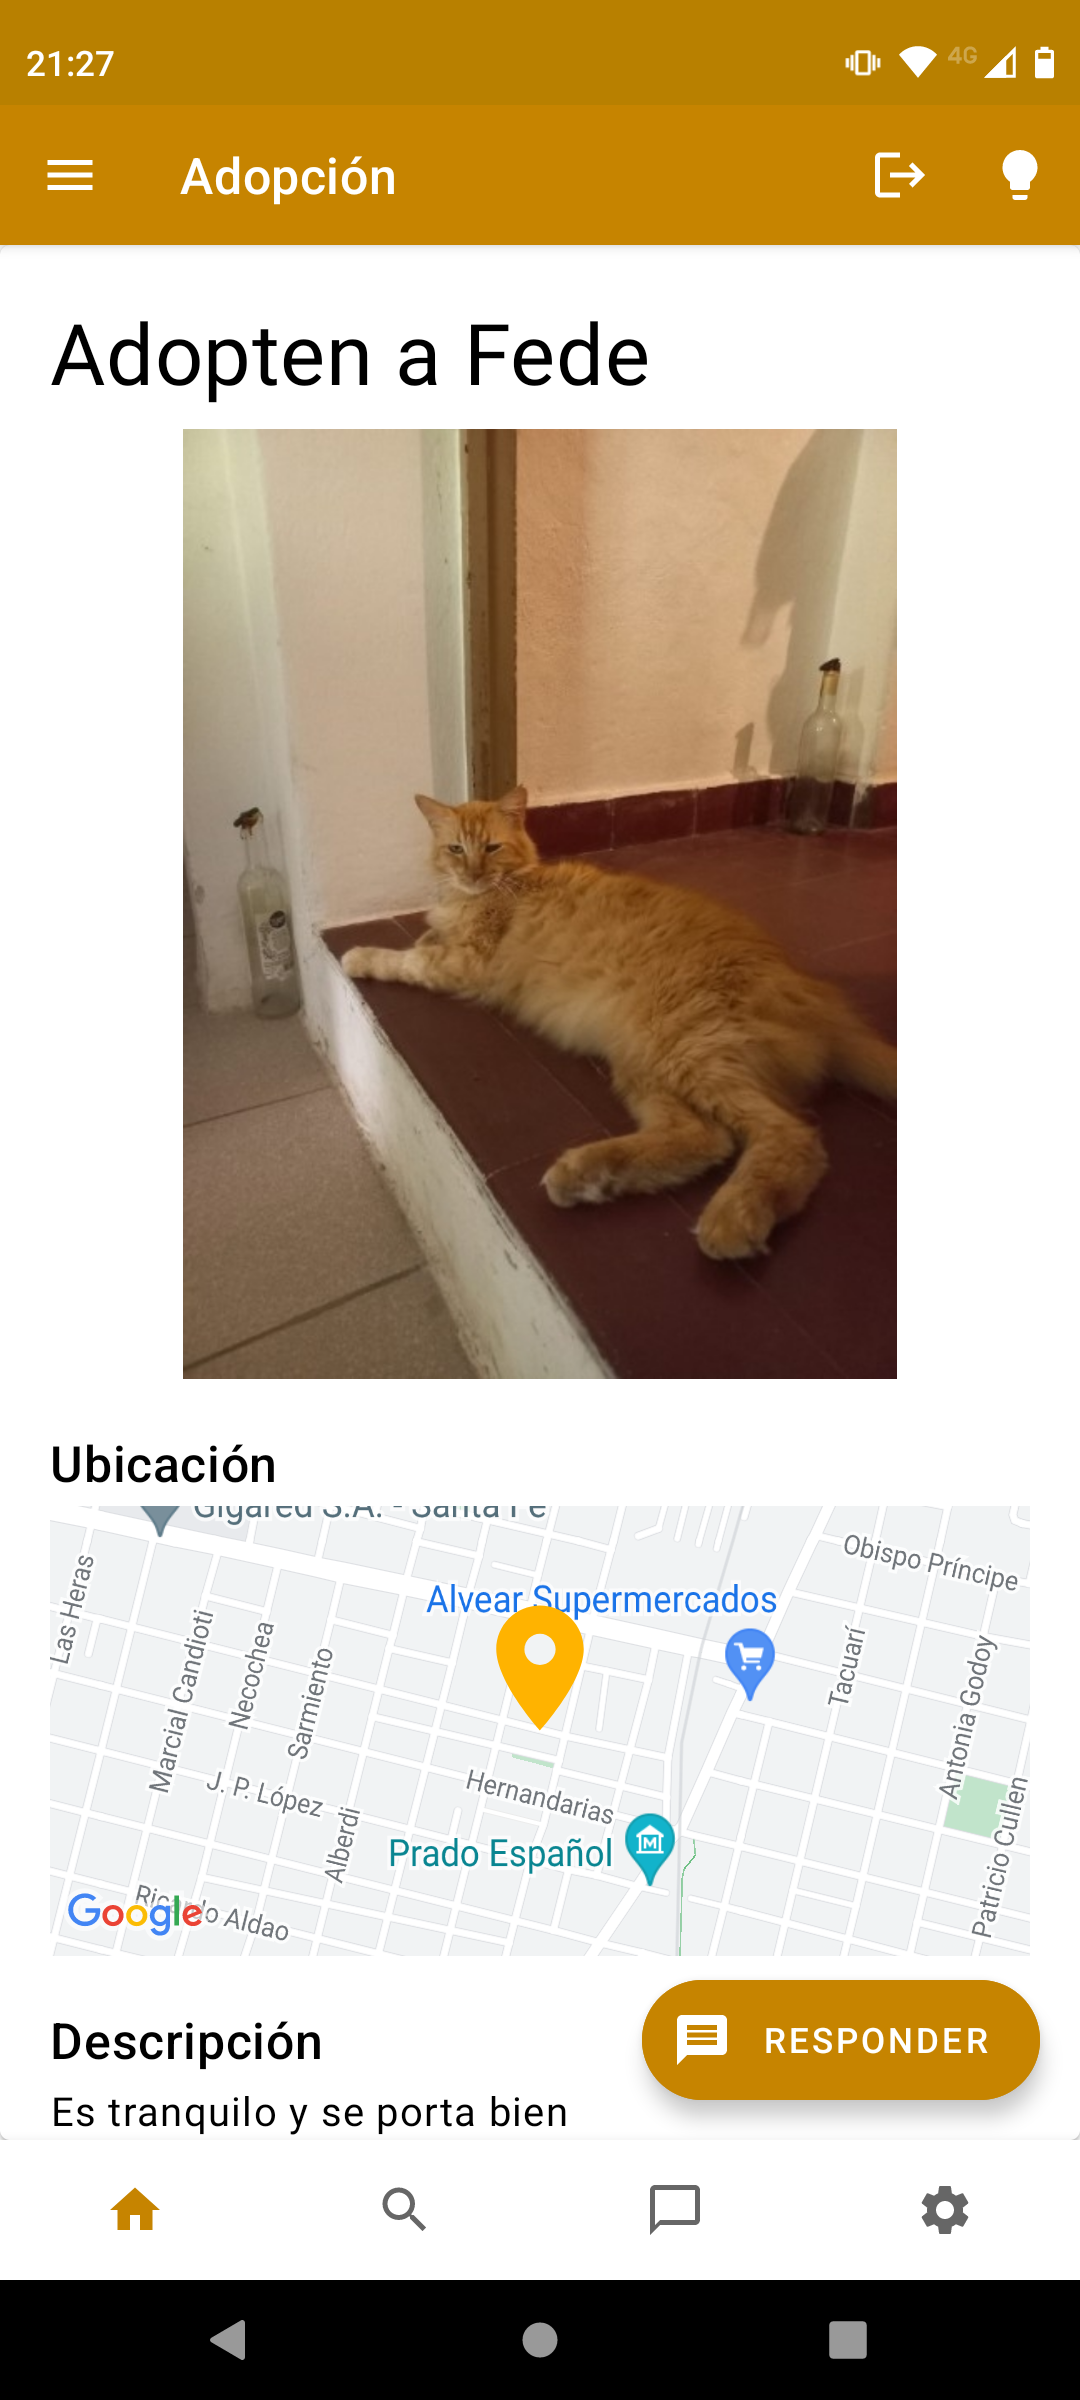 21:27
4G
Adopción
Adopten a Fede
Ubicación
Gigared S.A. - Santa Fe
Obispo Príncipe
Las Heras
Alvear Supermercados
Marcial Candioti
Necochea
Sarmiento
Tacuarí
Antonia Godoy
J. P. López
Hernandarias
Alberdi
Prado Español
Patricio Cullen
Ricardo Aldao
Google
Descripción
RESPONDER
Es tranquilo y se porta bien